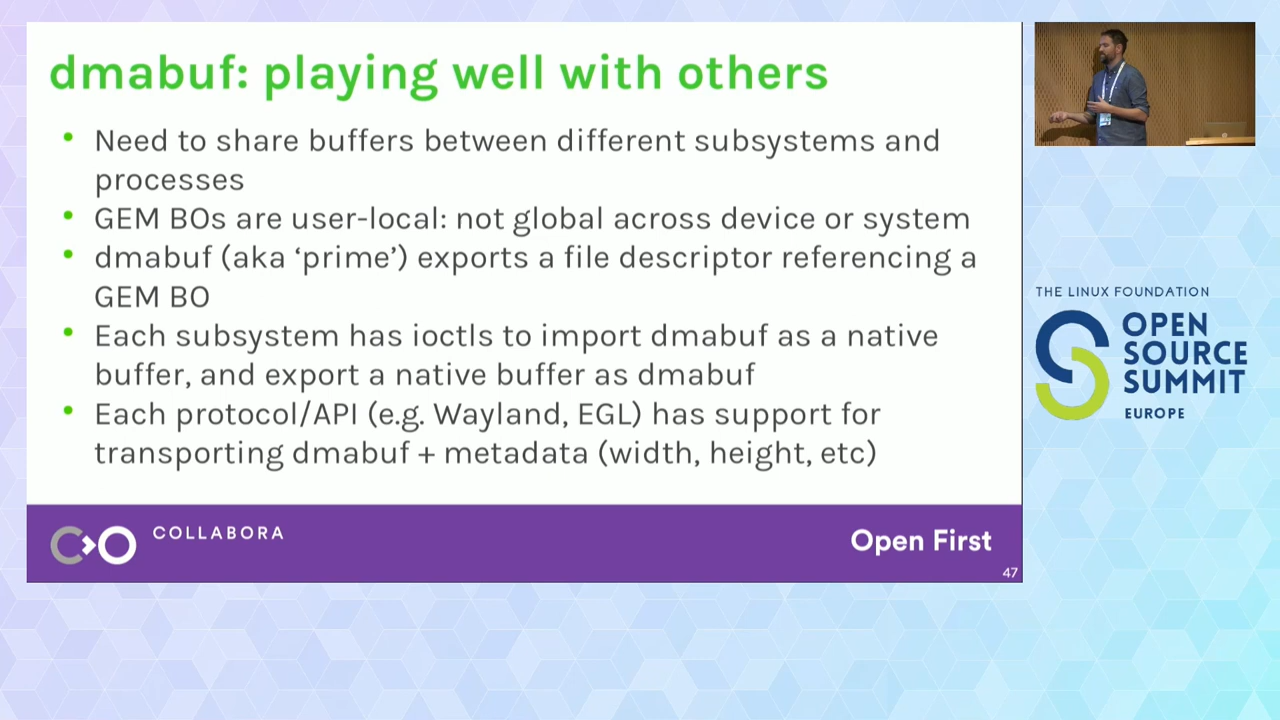 dmabuf: playing well with others
• Need to share buffers between different subsystems and
processes
• GEM BOs are user-local: not global across device or system
• dmabuf (aka ‘prime’) exports a file descriptor referencing a
GEM BO
• Each subsystem has ioctls to import dmabuf as a native
buffer, and export a native buffer as dmabuf
• Each protocol/API (e.g. Wayland, EGL) has support for
transporting dmabuf + metadata (width, height, etc)
COLLABORA
Open First
47
THE LINUX FOUNDATION
OPEN
SOURCE
SUMMIT
EUROPE